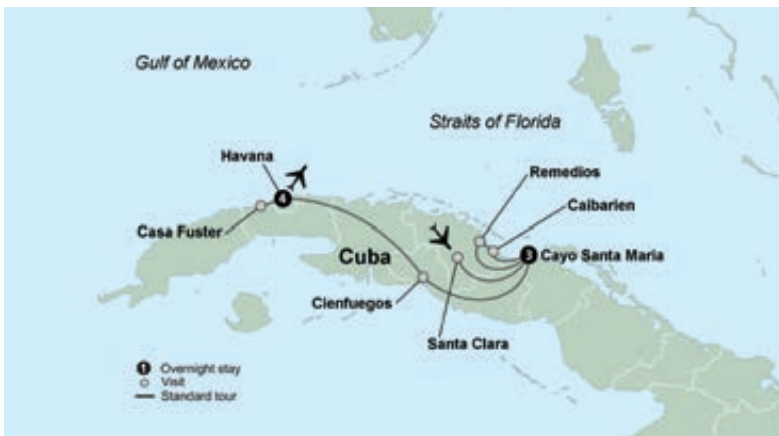 Gulf of Mexico
Straits of Florida
Havana
4
Remedios
Caibarien
Casa Fuster
Cuba
3 Cayo Santa Maria
Cienfuegos
Santa Clara
1 Overnight stay
Visit
Standard tour